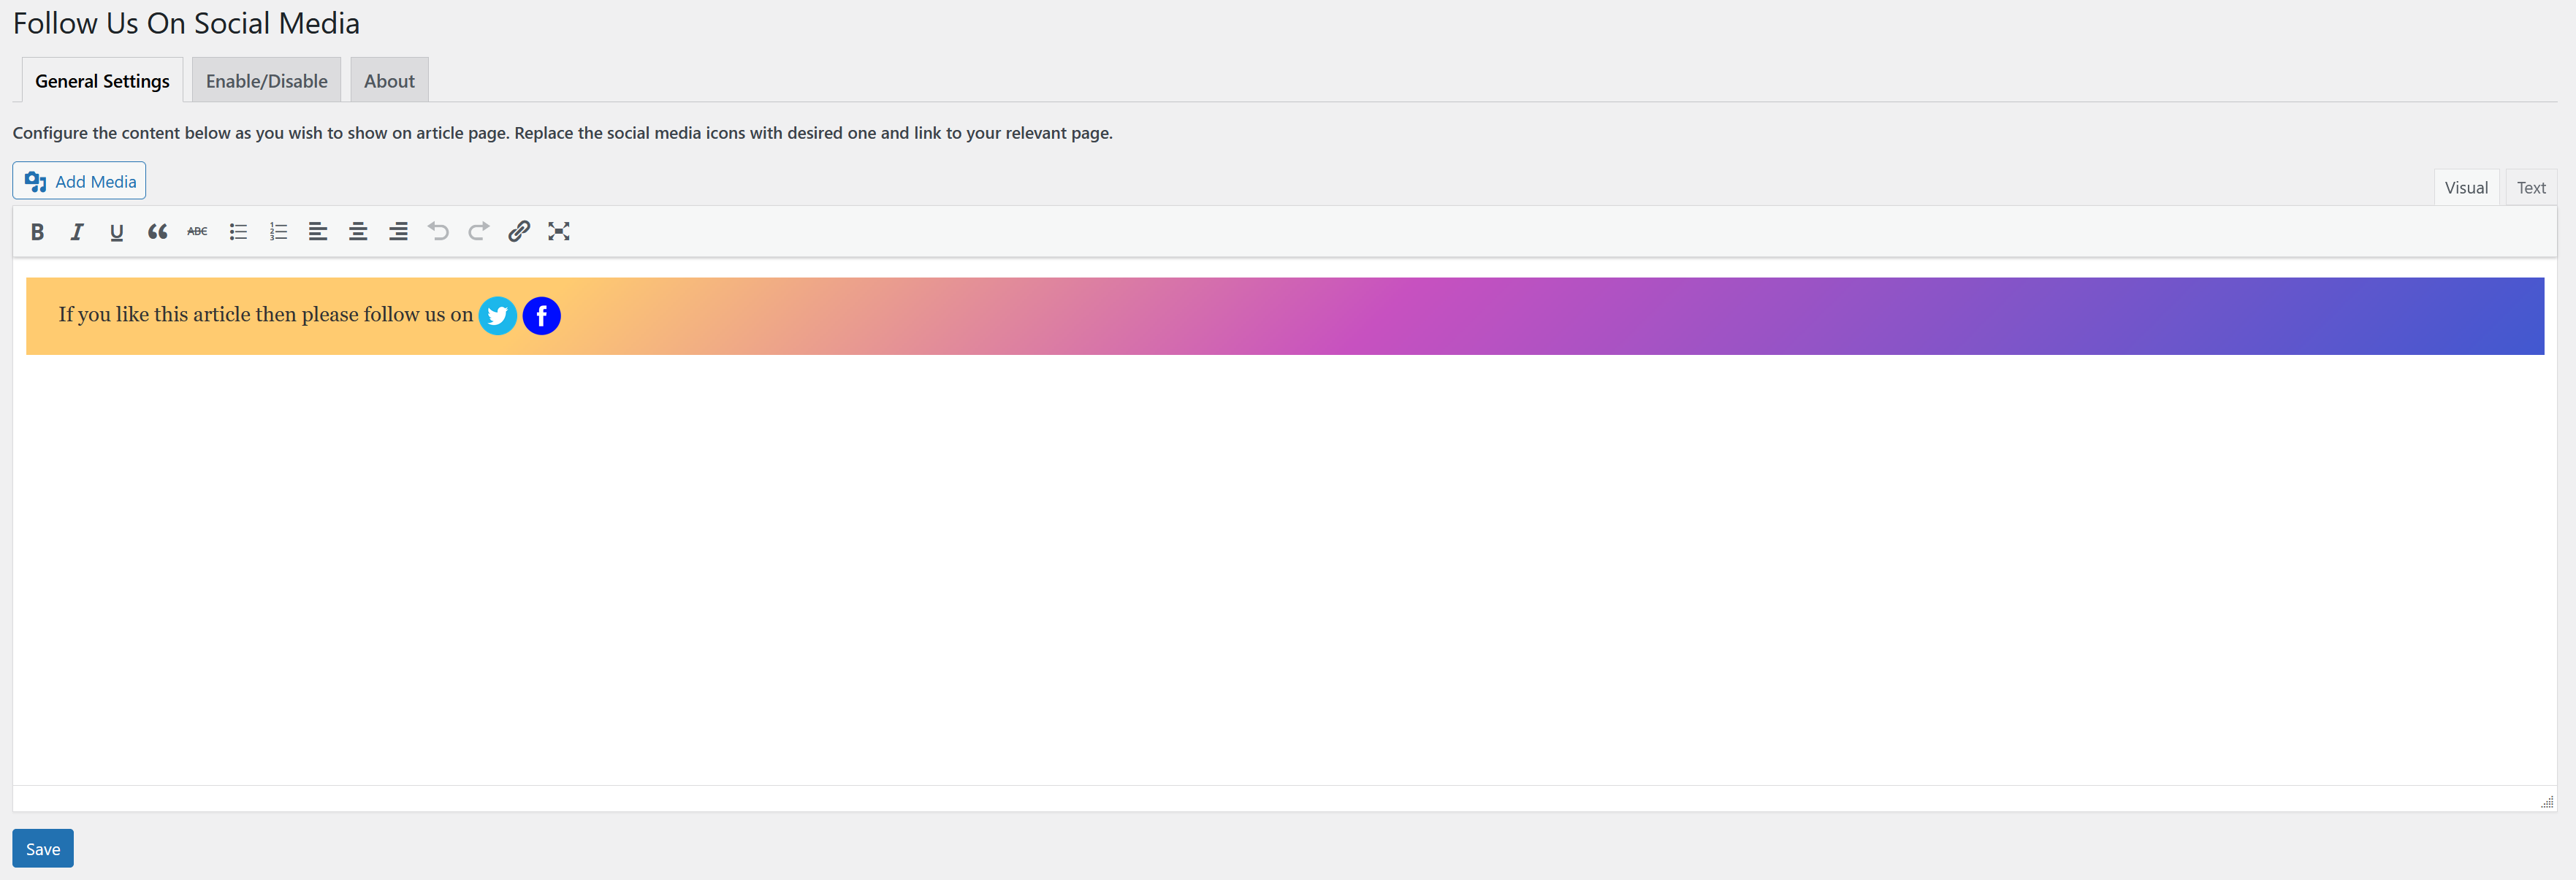 Follow Us On Social Media
General Settings Enable/Disable About
Configure the content below as you wish to show on article page. Replace the social media icons with desired one and link to your relevant page.
Add Media
Visual Text
B I U ABC
If you like this article then please follow us on
Save